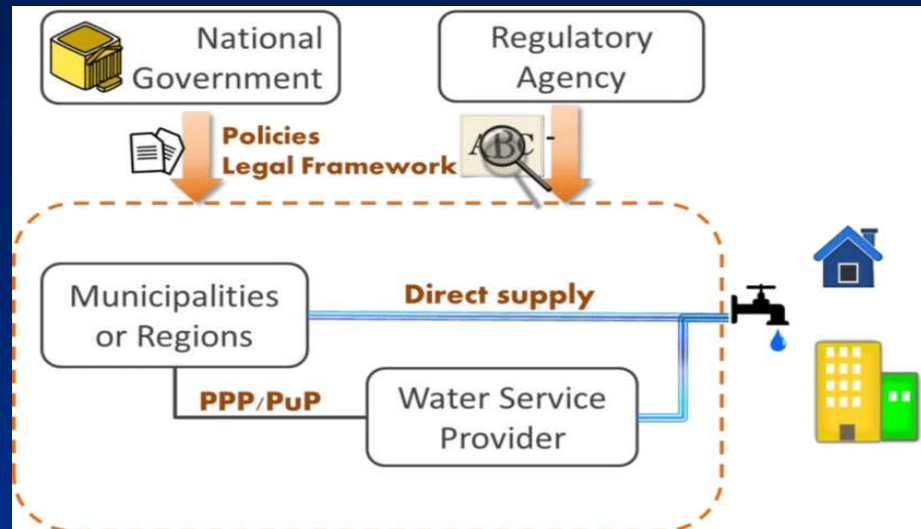 National
Government
Regulatory
Agency
Policies
Legal Framework
ABC -
Municipalities
or Regions
Direct supply
PPP/PuP
Water Service
Provider